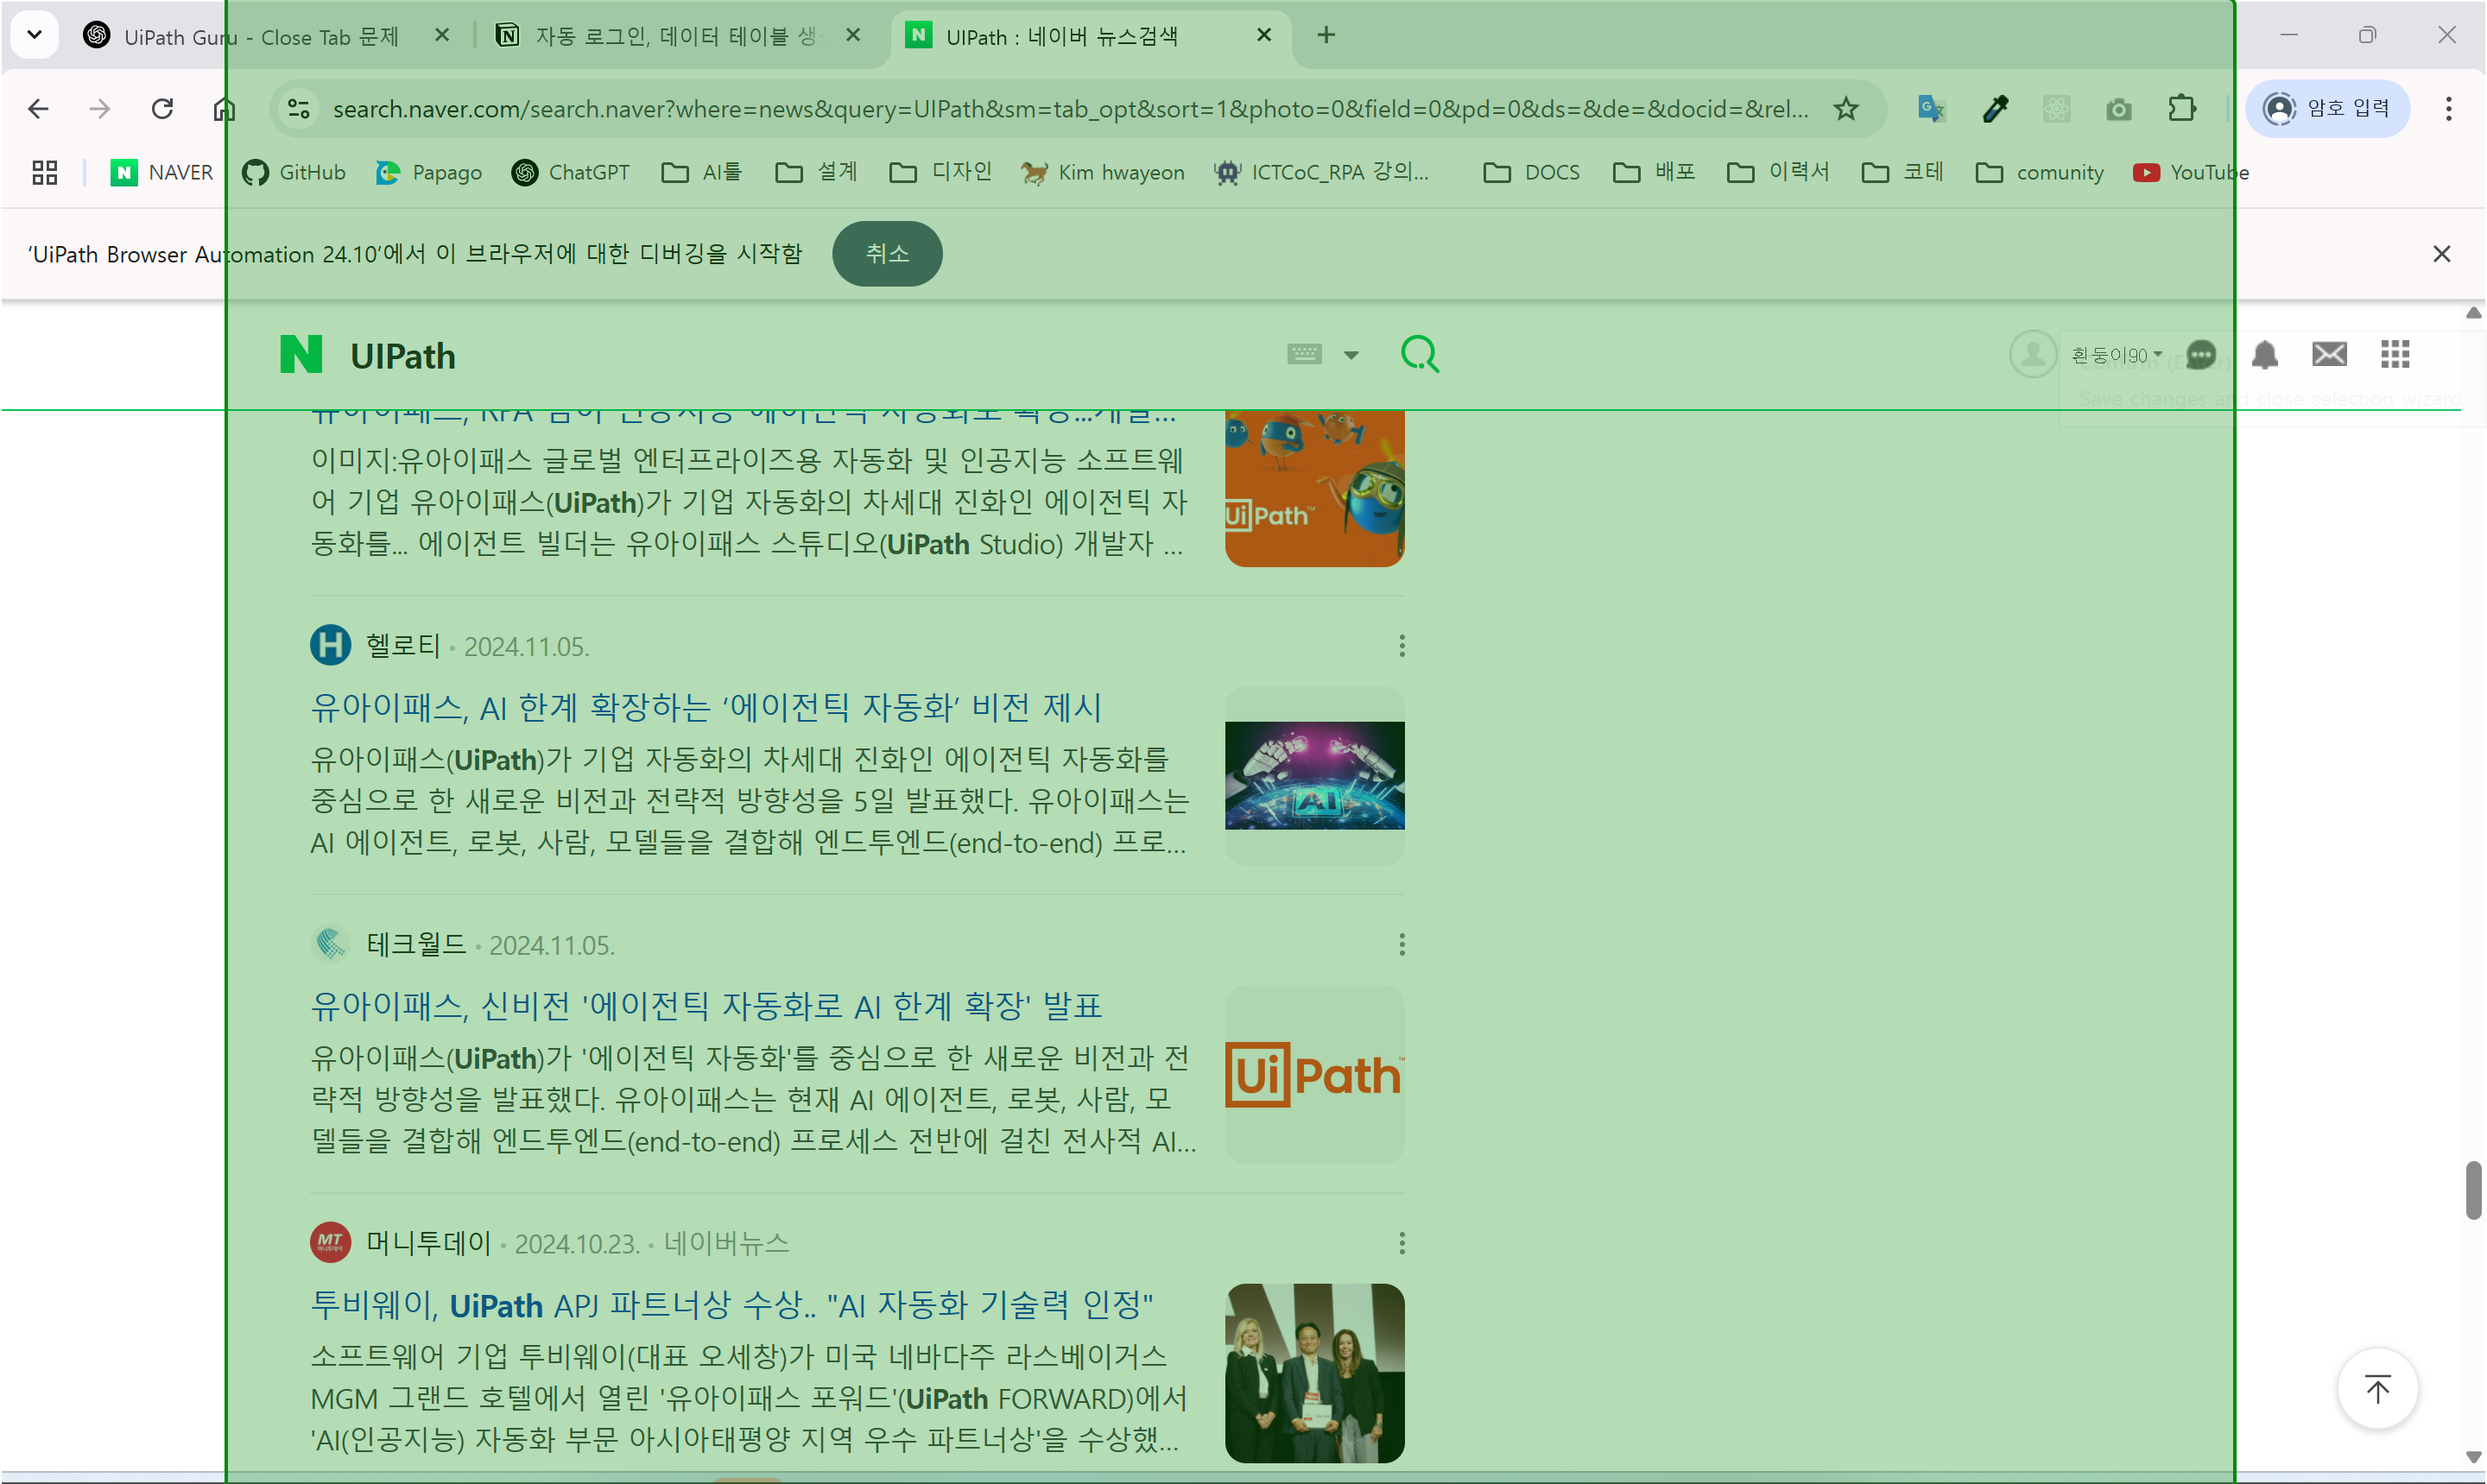 UiPath Guru - Close Tab 문제
자동 로그인, 데이터 테이블 생
UIPath : 네이버 뉴스검색
search.naver.com/search.naver?where=news&query=UIPath&sm=tab_opt&sort=1&photo=0&field=0&pd=0&ds=&de=&docid=&rel...
암호 입력
NAVER GitHub Papago ChatGPT AI툴 설계 디자인 Kim hwayeon ICTCoC_RPA 강의... DOCS 배포 이력서 코테 comunity YouTube
‘UiPath Browser Automation 24.10’에서 이 브라우저에 대한 디버깅을 시작함 취소
UIPath
흰둥이90
Save changes and close selection wizard.
이미지:유아이패스 글로벌 엔터프라이즈용 자동화 및 인공지능 소프트웨
어 기업 유아이패스(UiPath)가 기업 자동화의 차세대 진화인 에이전틱 자
동화를... 에이전트 빌더는 유아이패스 스튜디오(UiPath Studio) 개발자 ...
UiPath™
헬로티 · 2024.11.05.
유아이패스, AI 한계 확장하는 ‘에이전틱 자동화’ 비전 제시
유아이패스(UiPath)가 기업 자동화의 차세대 진화인 에이전틱 자동화를
중심으로 한 새로운 비전과 전략적 방향성을 5일 발표했다. 유아이패스는
AI 에이전트, 로봇, 사람, 모델들을 결합해 엔드투엔드(end-to-end) 프로...
AI
테크월드 · 2024.11.05.
유아이패스, 신비전 '에이전틱 자동화로 AI 한계 확장' 발표
유아이패스(UiPath)가 '에이전틱 자동화'를 중심으로 한 새로운 비전과 전
략적 방향성을 발표했다. 유아이패스는 현재 AI 에이전트, 로봇, 사람, 모
델들을 결합해 엔드투엔드(end-to-end) 프로세스 전반에 걸친 전사적 AI...
UiPath™
MT
머니투데이 · 2024.10.23. · 네이버뉴스
투비웨이, UiPath APJ 파트너상 수상.. "AI 자동화 기술력 인정"
소프트웨어 기업 투비웨이(대표 오세창)가 미국 네바다주 라스베이거스
MGM 그랜드 호텔에서 열린 '유아이패스 포워드'(UiPath FORWARD)에서
'AI(인공지능) 자동화 부문 아시아태평양 지역 우수 파트너상'을 수상했...